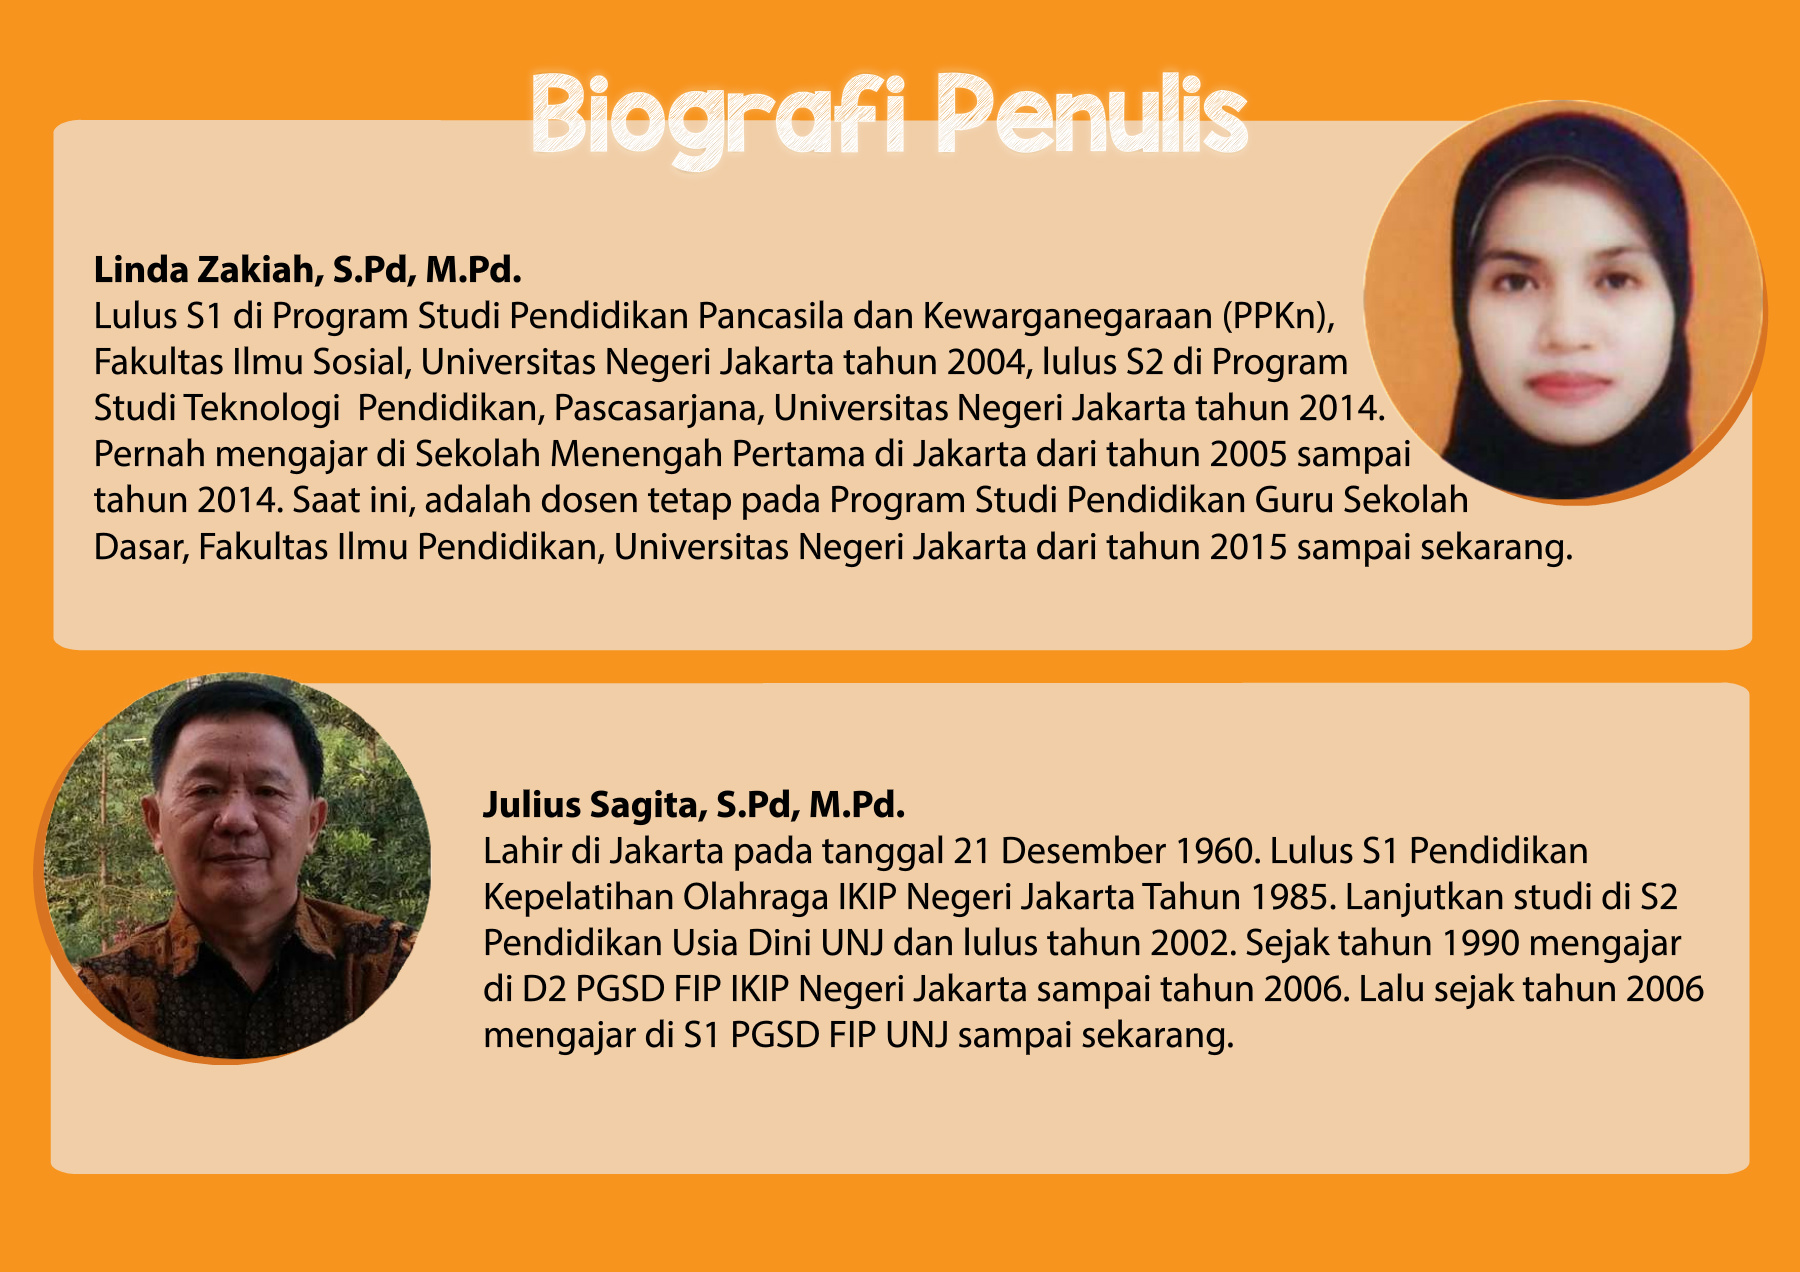 Biografi Penulis
Linda Zakiah, S.Pd, M.Pd.
Lulus S1 di Program Studi Pendidikan Pancasila dan Kewarganegaraan (PPKn),
Fakultas Ilmu Sosial, Universitas Negeri Jakarta tahun 2004, lulus S2 di Program
Studi Teknologi  Pendidikan, Pascasarjana, Universitas Negeri Jakarta tahun 2014.
Pernah mengajar di Sekolah Menengah Pertama di Jakarta dari tahun 2005 sampai
tahun 2014. Saat ini, adalah dosen tetap pada Program Studi Pendidikan Guru Sekolah
Dasar, Fakultas Ilmu Pendidikan, Universitas Negeri Jakarta dari tahun 2015 sampai sekarang.
Julius Sagita, S.Pd, M.Pd.
Lahir di Jakarta pada tanggal 21 Desember 1960. Lulus S1 Pendidikan
Kepelatihan Olahraga IKIP Negeri Jakarta Tahun 1985. Lanjutkan studi di S2
Pendidikan Usia Dini UNJ dan lulus tahun 2002. Sejak tahun 1990 mengajar
di D2 PGSD FIP IKIP Negeri Jakarta sampai tahun 2006. Lalu sejak tahun 2006
mengajar di S1 PGSD FIP UNJ sampai sekarang.